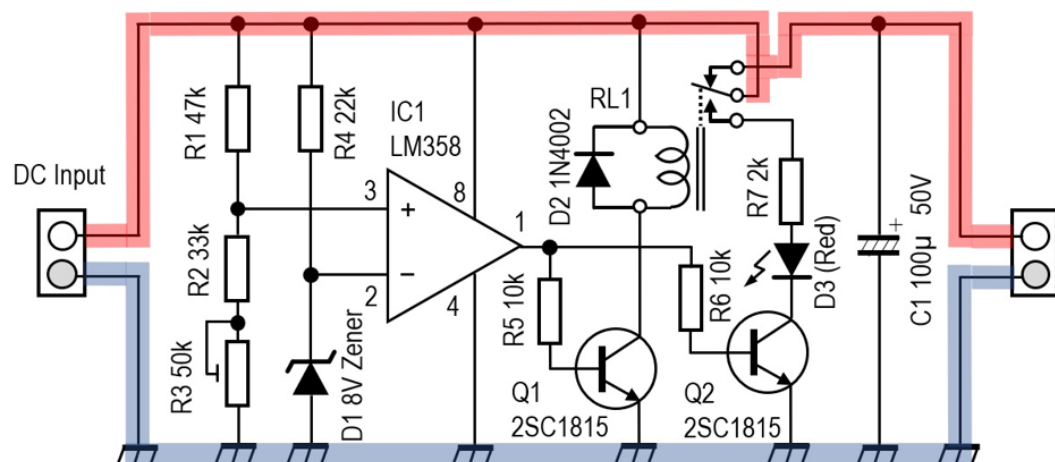 DC Input
R1 47k
R2 33k
R3 50k
R4 22k
D1 8V Zener
IC1
LM358
3
+
8
1
−
2
4
RL1
D2 1N4002
R5 10k
Q1
2SC1815
R6 10k
Q2
2SC1815
R7 2k
D3 (Red)
+
C1 100µ 50V